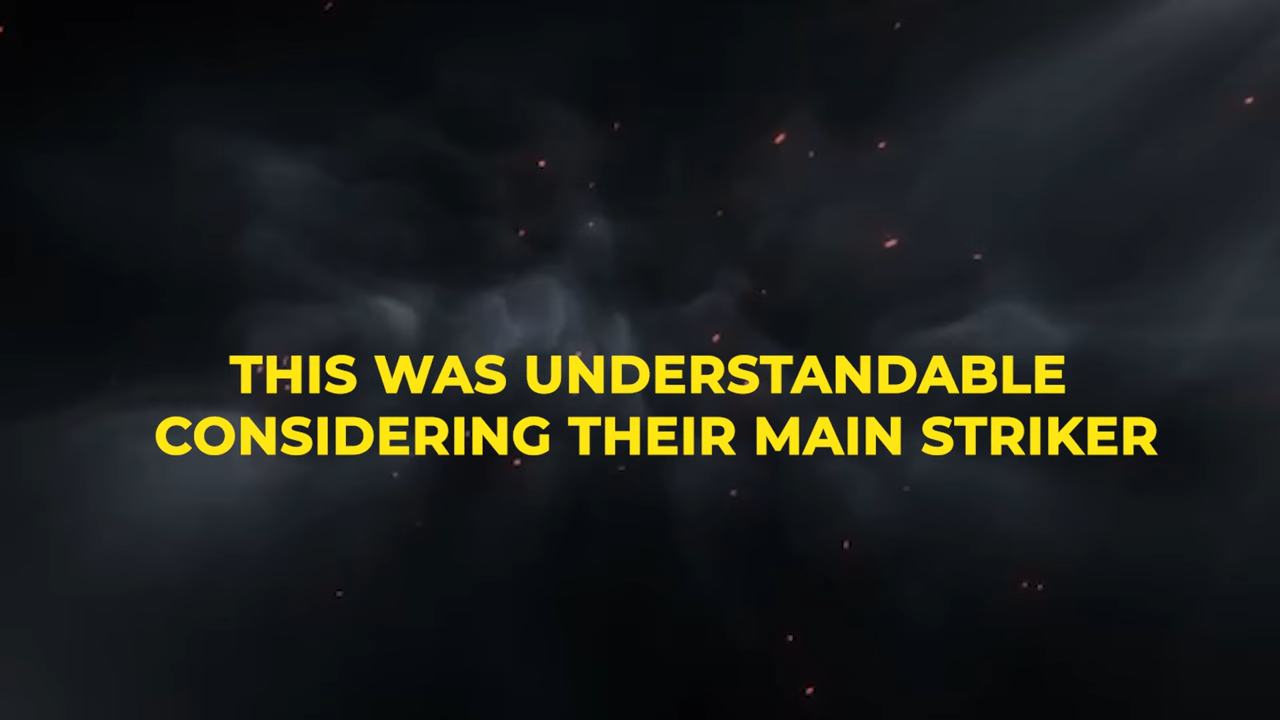 THIS WAS UNDERSTANDABLE
CONSIDERING THEIR MAIN STRIKER